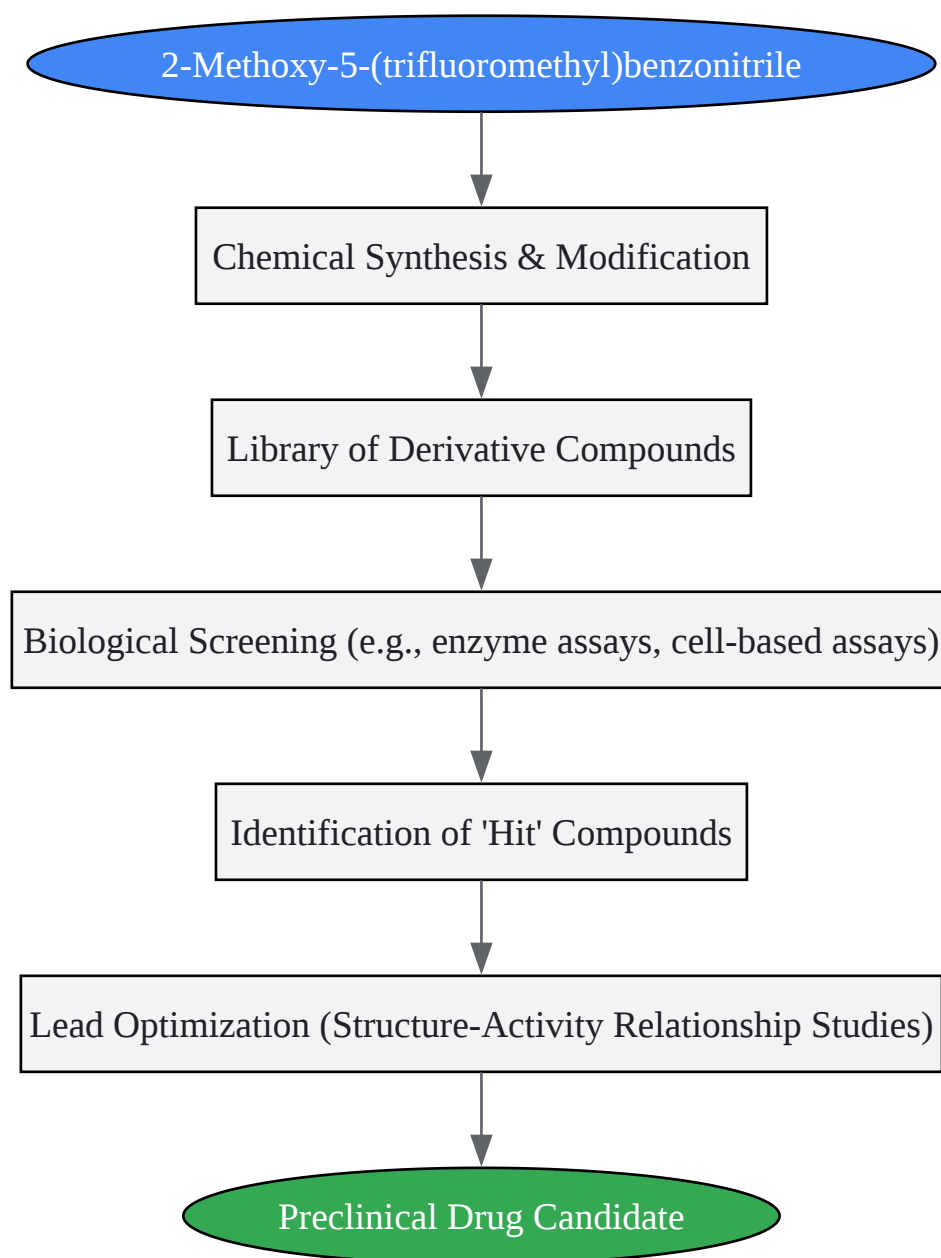 2-Methoxy-5-(trifluoromethyl)benzonitrile
Chemical Synthesis & Modification
Library of Derivative Compounds
Biological Screening (e.g., enzyme assays, cell-based assays)
Identification of 'Hit' Compounds
Lead Optimization (Structure-Activity Relationship Studies)
Preclinical Drug Candidate